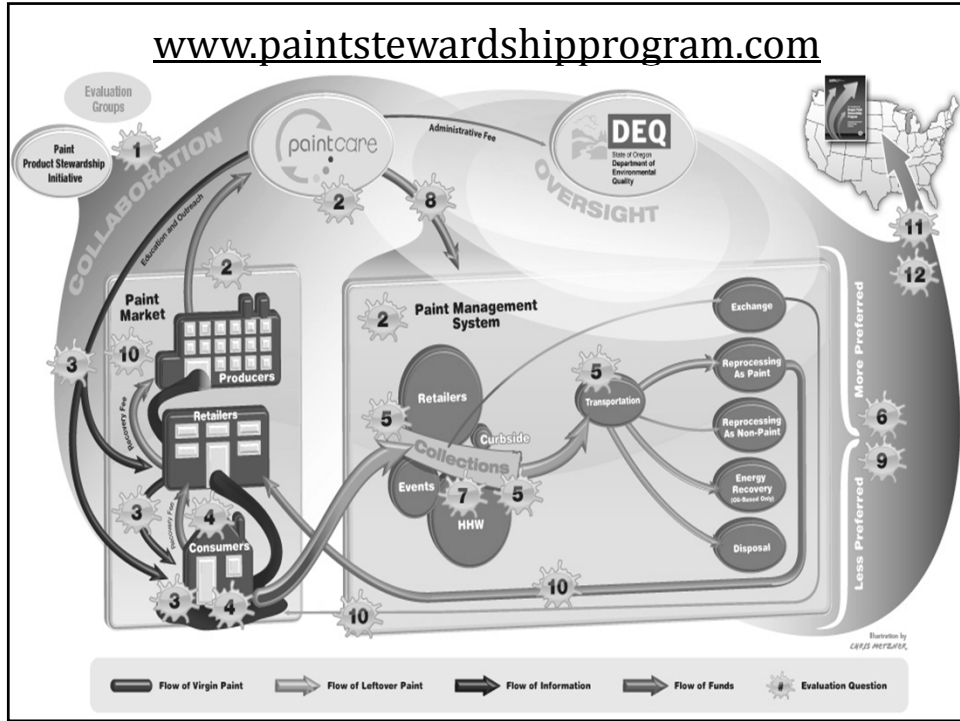 www.paintstewardshipprogram.com
Evaluation
Groups
Paint
Product Stewardship
Initiative
1
COLLABORATION
paintcare
2
8
Administrative Fee
DEQ
State of Oregon
Department of
Environmental
Quality
OVERSIGHT
11
12
Education and Outreach
2
Paint
Market
10
3
Producers
Retailers
Recovery Fee
3
4
Recovery Fee
Consumers
3
4
2
Paint Management
System
Retailers
5
Curbside
Collections
Events
7
5
HHW
5
Transportation
Exchange
Reprocessing
As Paint
Reprocessing
As Non-Paint
Energy
Recovery
(Oil-Based Only)
Disposal
10
10
More Preferred
6
9
Less Preferred
Illustration by
CHRIS METZNER
Flow of Virgin Paint
Flow of Leftover Paint
Flow of Information
Flow of Funds
# Evaluation Question